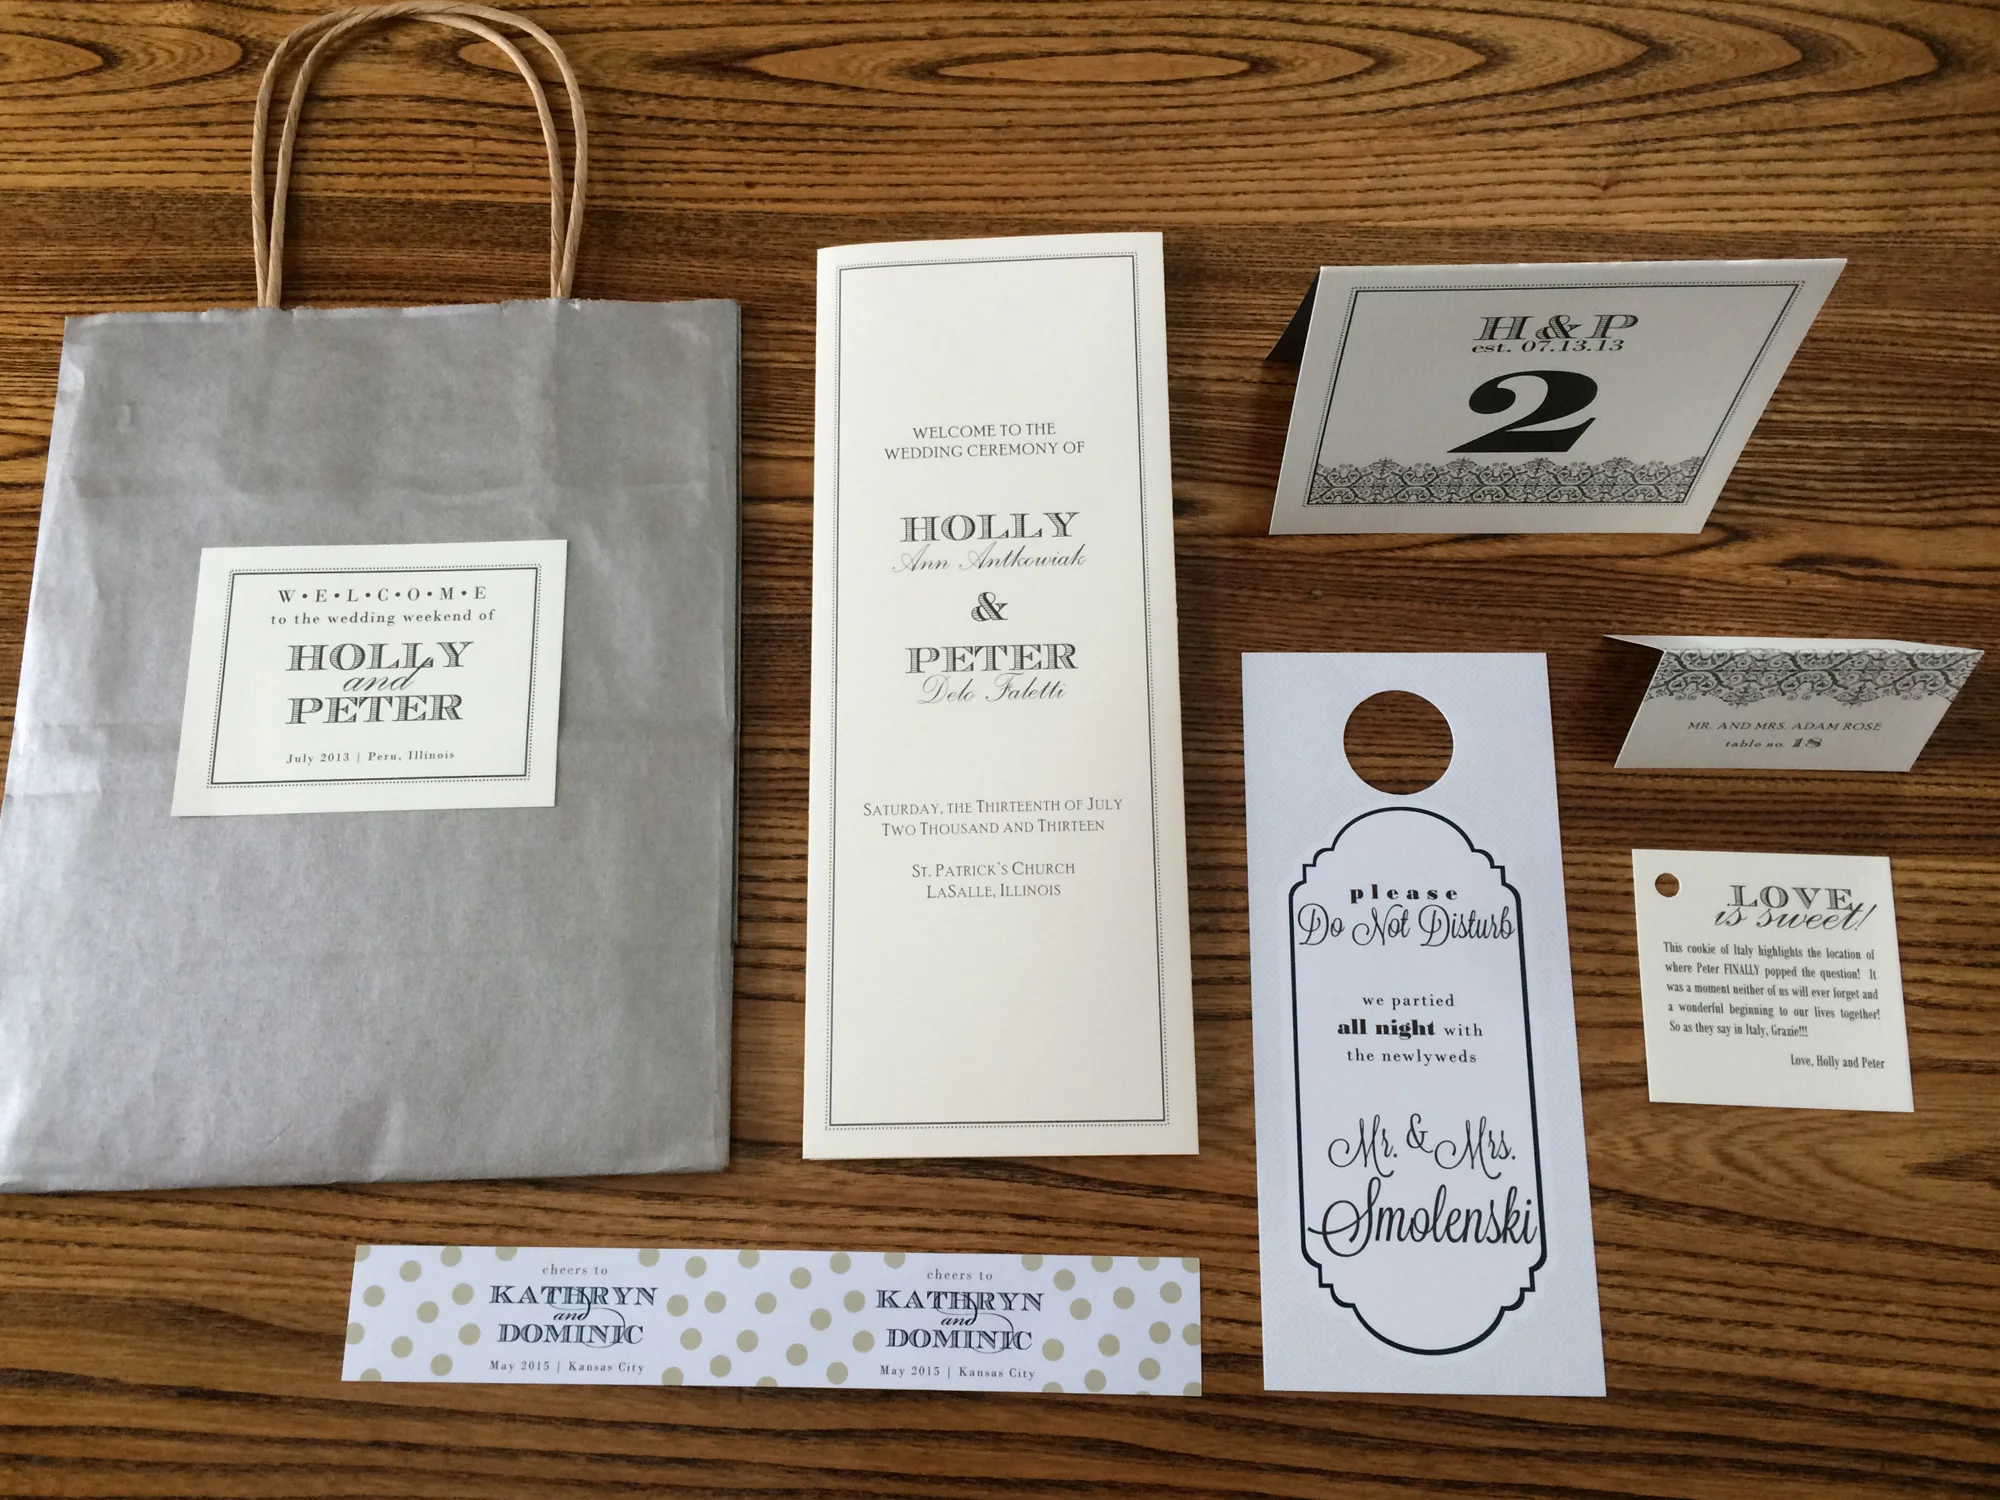 W•E•L•C•O•M•E
to the wedding weekend of
HOLLY
and
PETER
July 2013 | Peru, Illinois
WELCOME TO THE
WEDDING CEREMONY OF
HOLLY
Ann Antkowiak
&
PETER
Delo Faletti
SATURDAY, THE THIRTEENTH OF JULY
TWO THOUSAND AND THIRTEEN
ST. PATRICK'S CHURCH
LASALLE, ILLINOIS
H & P
est. 07.13.13
2
MR. AND MRS. ADAM ROSE
table no. 18
please
Do Not Disturb
we partied
all night with
the newlyweds
Mr. & Mrs.
Smolenski
LOVE
is sweet!
This cookie of Italy highlights the location of
where Peter FINALLY popped the question! It
was a moment neither of us will ever forget and
a wonderful beginning to our lives together!
So as they say in Italy, Grazie!!!
Love, Holly and Peter
cheers to
KATHRYN
and
DOMINIC
May 2015 | Kansas City
cheers to
KATHRYN
and
DOMINIC
May 2015 | Kansas City